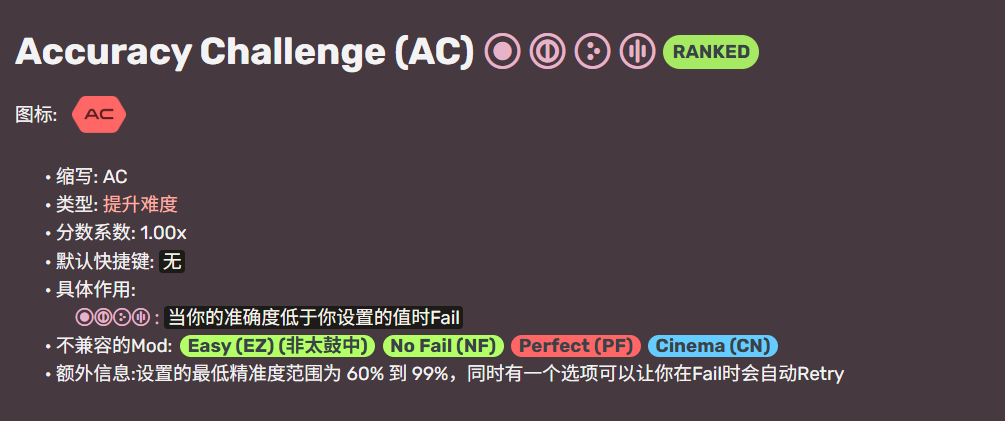 Accuracy Challenge (AC) RANKED
图标: AC
• 缩写: AC
• 类型: 提升难度
• 分数系数: 1.00x
• 默认快捷键: 无
• 具体作用:
: 当你的准确度低于你设置的值时Fail
• 不兼容的Mod: Easy (EZ) (非太鼓中) No Fail (NF) Perfect (PF) Cinema (CN)
• 额外信息:设置的最低精准度范围为 60% 到 99%，同时有一个选项可以让你在Fail时会自动Retry